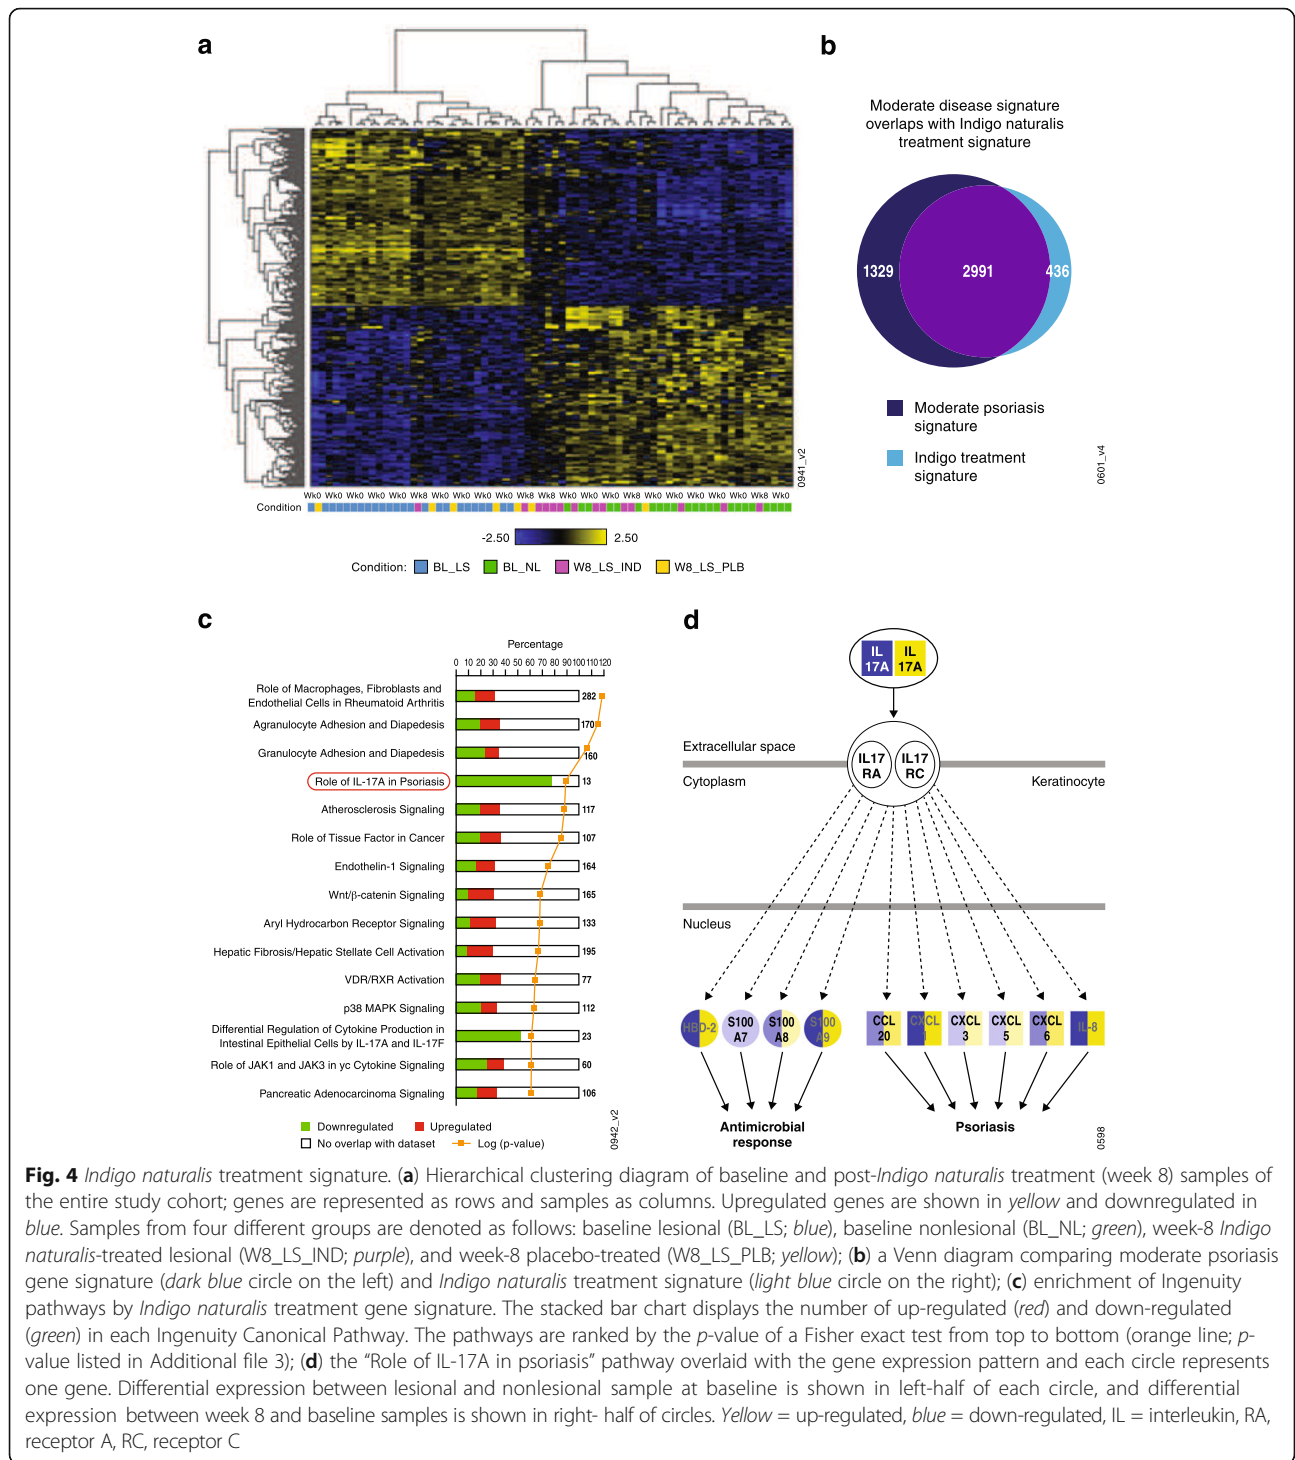 a
Wk0 Wk0 Wk0 Wk0 Wk0 Wk8 Wk0 Wk0 Wk0 Wk0 Wk8 Wk8 Wk0 Wk0 Wk0 Wk8 Wk0 Wk0 Wk0 Wk0 Wk0 Wk8 Wk0
Condition
-2.50
2.50
Condition: BL_LS BL_NL W8_LS_IND W8_LS_PLB
0941_v2
b
Moderate disease signature
overlaps with Indigo naturalis
treatment signature
1329 2991 436
Moderate psoriasis
signature
Indigo treatment
signature
0601_v4
c
Percentage
0 10 20 30 40 50 60 70 80 90 100 110 120
Role of Macrophages, Fibroblasts and
Endothelial Cells in Rheumatoid Arthritis 282
Agranulocyte Adhesion and Diapedesis 170
Granulocyte Adhesion and Diapedesis 160
Role of IL-17A in Psoriasis 13
Atherosclerosis Signaling 117
Role of Tissue Factor in Cancer 107
Endothelin-1 Signaling 164
Wnt/β-catenin Signaling 165
Aryl Hydrocarbon Receptor Signaling 133
Hepatic Fibrosis/Hepatic Stellate Cell Activation 195
VDR/RXR Activation 77
p38 MAPK Signaling 112
Differential Regulation of Cytokine Production in
Intestinal Epithelial Cells by IL-17A and IL-17F 23
Role of JAK1 and JAK3 in yc Cytokine Signaling 60
Pancreatic Adenocarcinoma Signaling 106
Downregulated Upregulated
No overlap with dataset Log (p-value)
0942_v2
d
IL IL
17A 17A
IL17 IL17
RA RC
Extracellular space
Cytoplasm Keratinocyte
Nucleus
HBD-2 S100 S100 S100 CCL CXCL CXCL CXCL CXCL IL-8
A7 A8 A9 20 1 3 5 6
Antimicrobial
response
Psoriasis
0598
Fig. 4 Indigo naturalis treatment signature. (a) Hierarchical clustering diagram of baseline and post-Indigo naturalis treatment (week 8) samples of
the entire study cohort; genes are represented as rows and samples as columns. Upregulated genes are shown in yellow and downregulated in
blue. Samples from four different groups are denoted as follows: baseline lesional (BL_LS; blue), baseline nonlesional (BL_NL; green), week-8 Indigo
naturalis-treated lesional (W8_LS_IND; purple), and week-8 placebo-treated (W8_LS_PLB; yellow); (b) a Venn diagram comparing moderate psoriasis
gene signature (dark blue circle on the left) and Indigo naturalis treatment signature (light blue circle on the right); (c) enrichment of Ingenuity
pathways by Indigo naturalis treatment gene signature. The stacked bar chart displays the number of up-regulated (red) and down-regulated
(green) in each Ingenuity Canonical Pathway. The pathways are ranked by the p-value of a Fisher exact test from top to bottom (orange line; p-
value listed in Additional file 3); (d) the “Role of IL-17A in psoriasis” pathway overlaid with the gene expression pattern and each circle represents
one gene. Differential expression between lesional and nonlesional sample at baseline is shown in left-half of each circle, and differential
expression between week 8 and baseline samples is shown in right- half of circles. Yellow = up-regulated, blue = down-regulated, IL = interleukin, RA,
receptor A, RC, receptor C